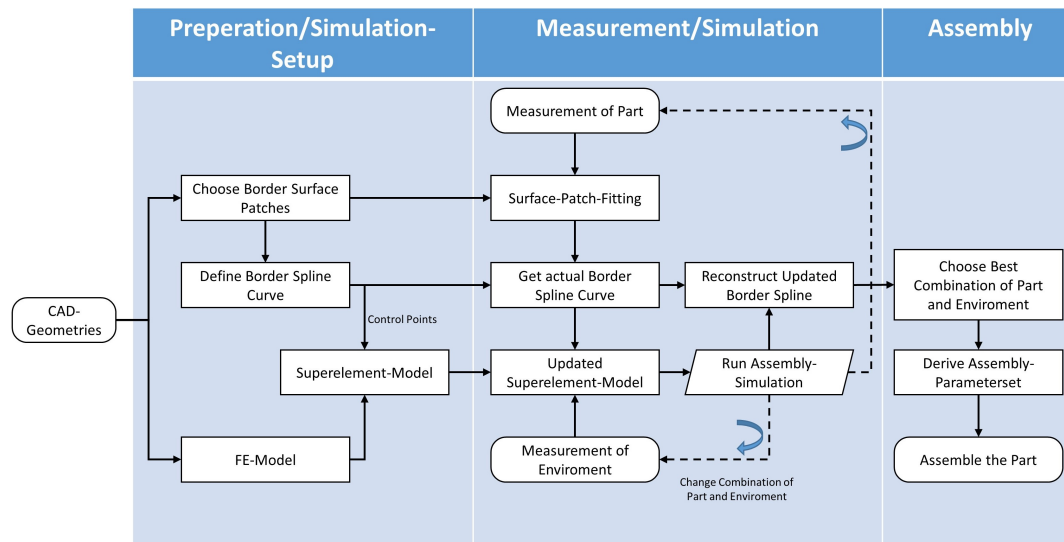 Preperation/Simulation-
Setup
Measurement/Simulation
Assembly
CAD-
Geometries
Choose Border Surface
Patches
Define Border Spline
Curve
Control Points
Superelement-Model
FE-Model
Measurement of Part
Surface-Patch-Fitting
Get actual Border
Spline Curve
Reconstruct Updated
Border Spline
Updated
Superelement-Model
Run Assembly-
Simulation
Measurement of
Enviroment
Change Combination of
Part and Enviroment
Choose Best
Combination of Part
and Enviroment
Derive Assembly-
Parameterset
Assemble the Part